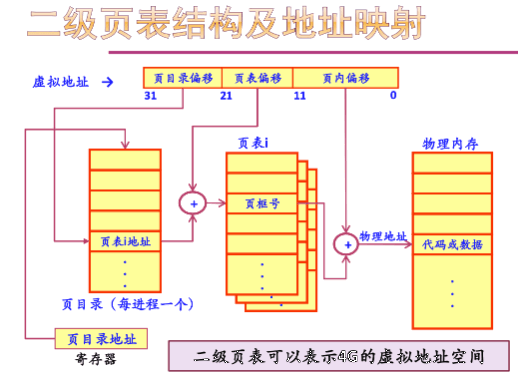 二级页表结构及地址映射
虚拟地址 → 页目录偏移 页表偏移 页内偏移
31 21 11 0
页表i 物理内存
+ 页框号
页表i地址 + 物理地址 代码或数据
页目录（每进程一个）
页目录地址
寄存器
二级页表可以表示4G的虚拟地址空间